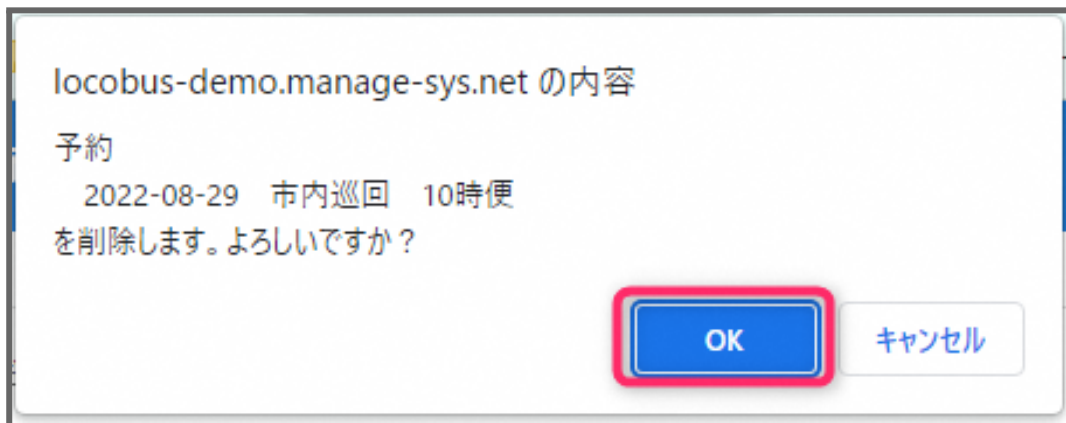 locobus-demo.manage-sys.net の内容
予約
　2022-08-29　市内巡回　10時便
を削除します。よろしいですか？
OK
キャンセル